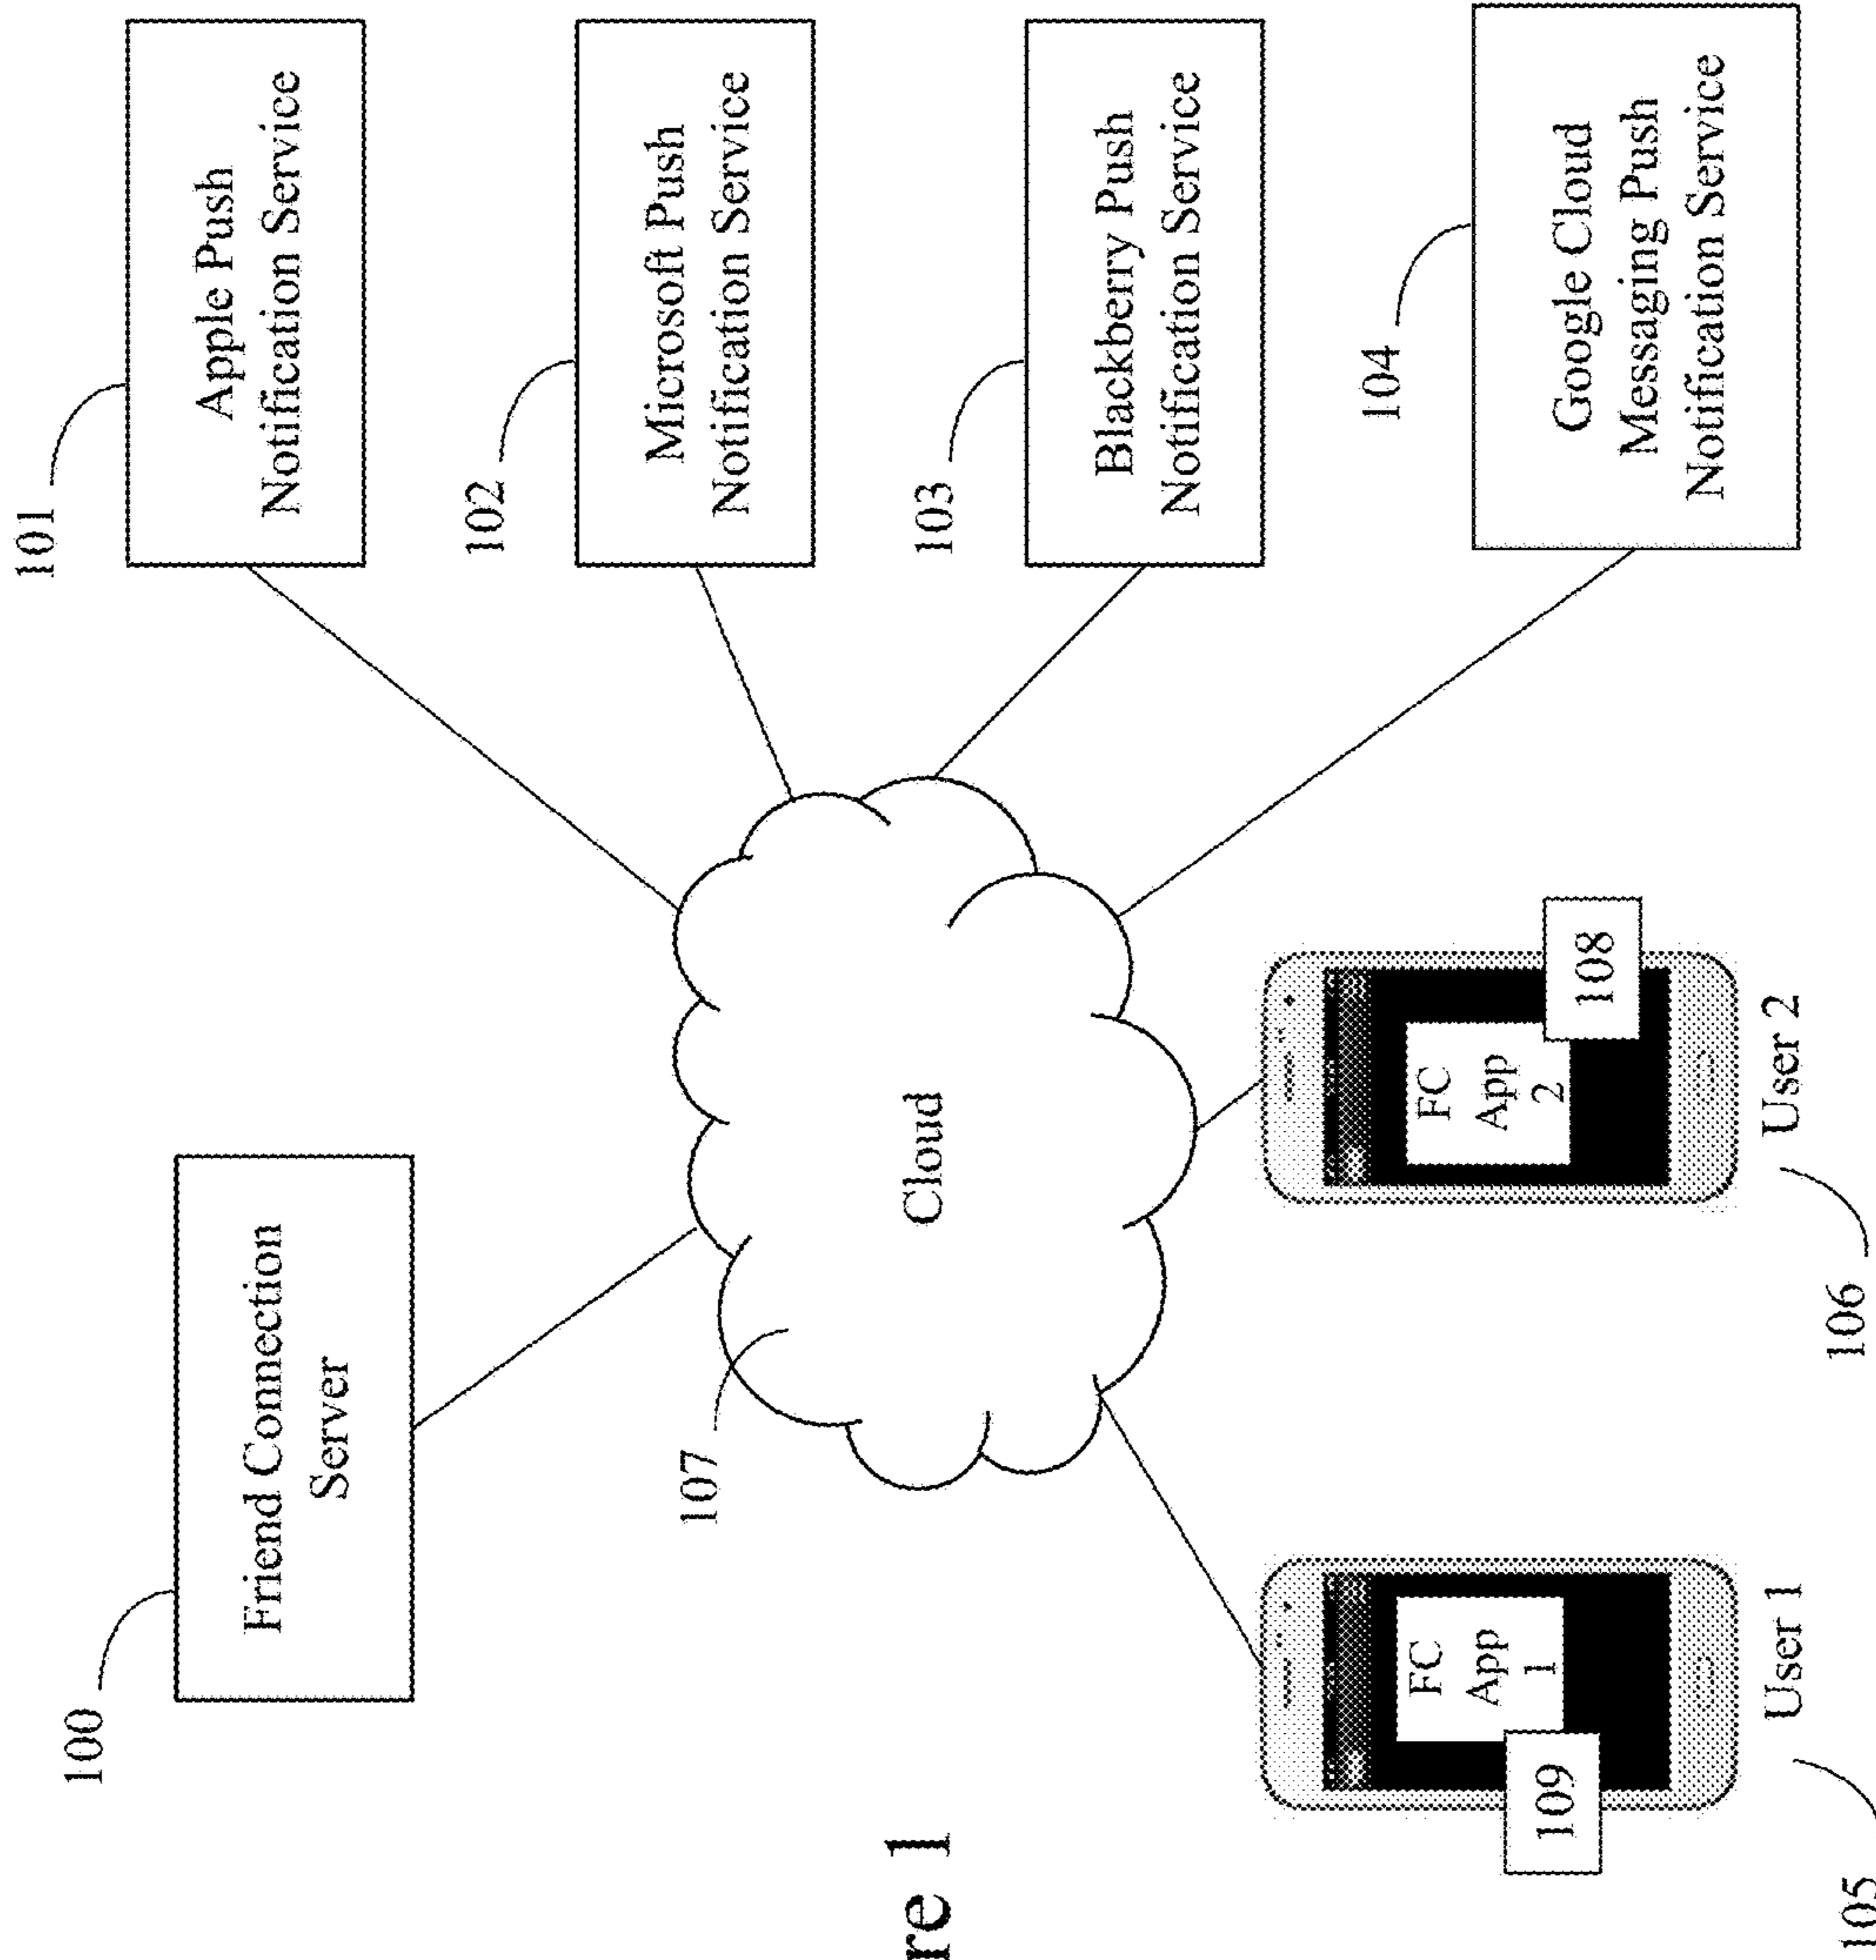 100
Friend Connection
Server
101
Apple Push
Notification Service
102
Microsoft Push
Notification Service
103
Blackberry Push
Notification Service
104
Google Cloud
Messaging Push
Notification Service
107
Cloud
109
FC
App
1
User 1
105
108
FC
App
2
User 2
106
re 1